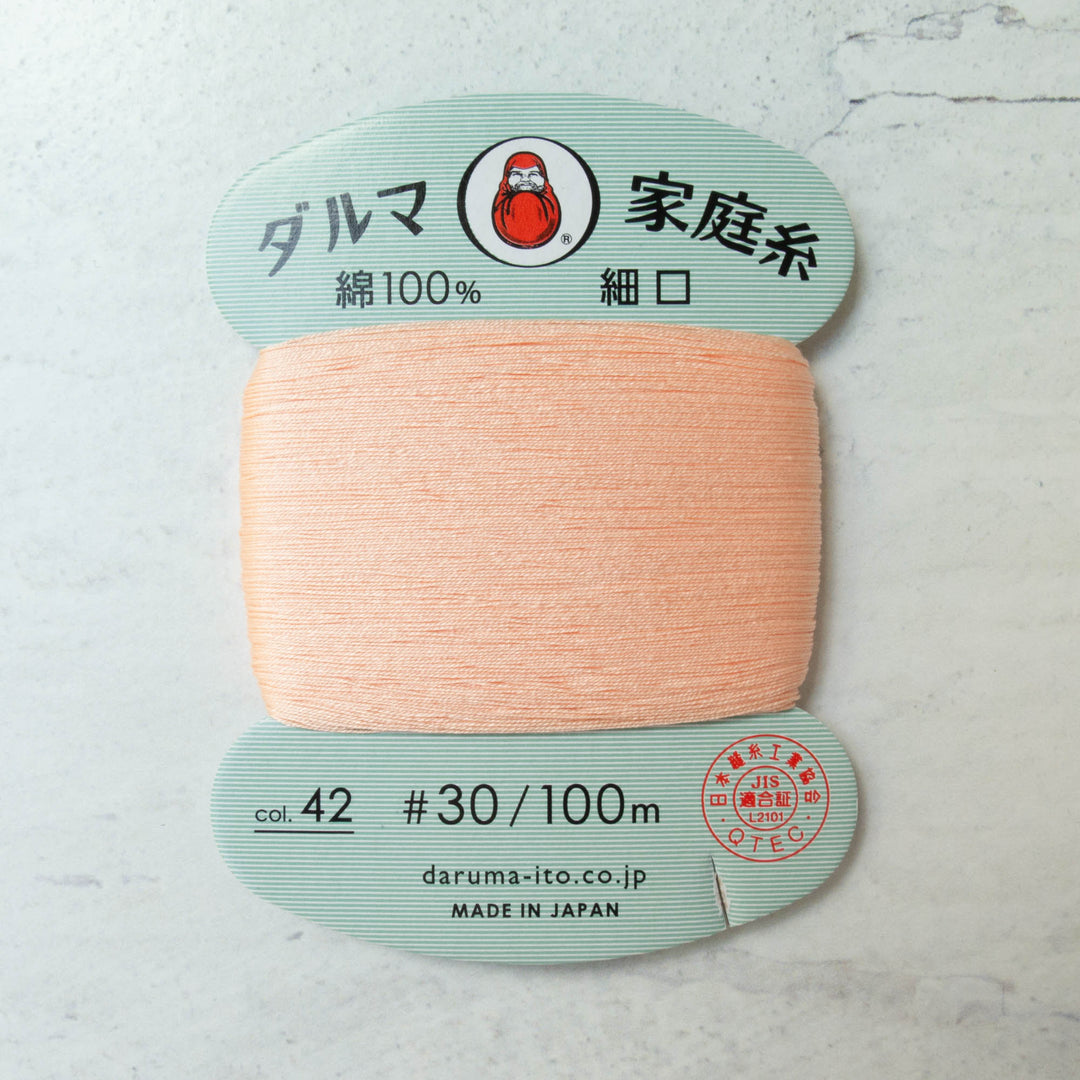 ダルマ 家庭糸
®
綿100% 細口
col. 42 #30/100m
日本縫糸工業協会
JIS
適合証
L2101
・QTEC・
daruma-ito.co.jp
MADE IN JAPAN